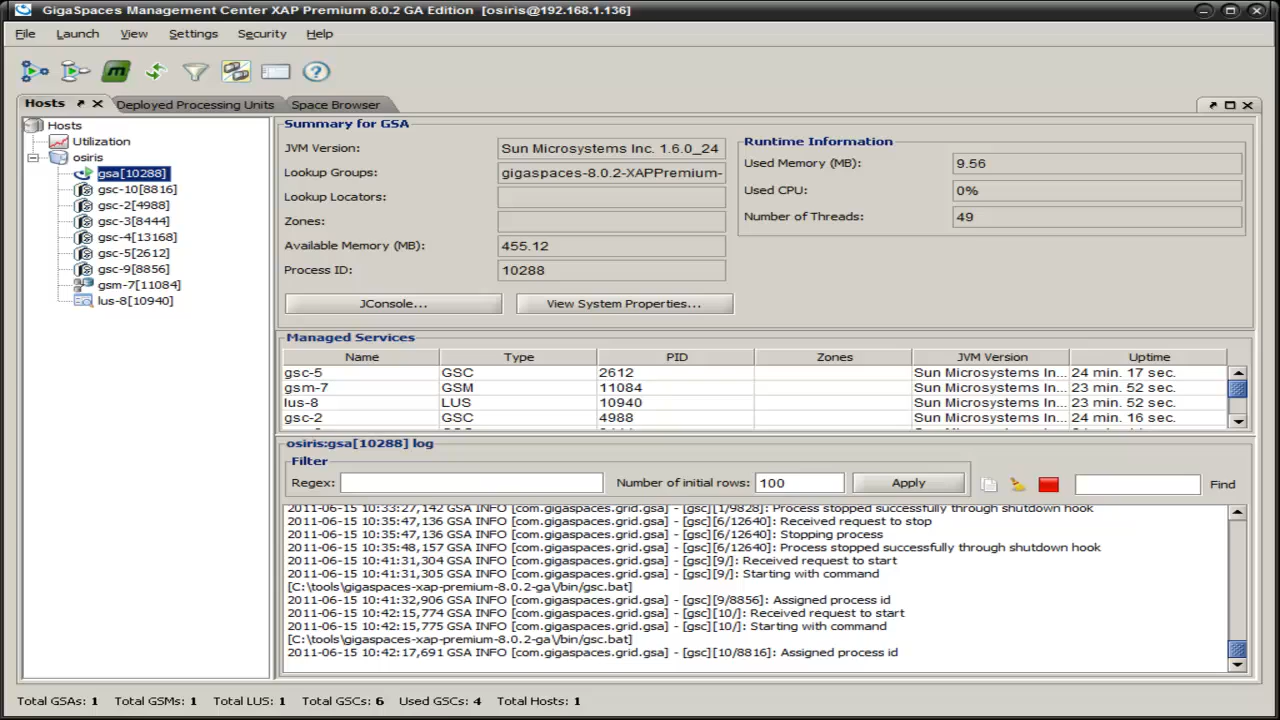 GigaSpaces Management Center XAP Premium 8.0.2 GA Edition [osiris@192.168.1.136]
File Launch View Settings Security Help
Hosts Deployed Processing Units Space Browser
Hosts
Utilization
osiris
gsa[10288]
gsc-10[8816]
gsc-2[4988]
gsc-3[8444]
gsc-4[13168]
gsc-5[2612]
gsc-9[8856]
gsm-7[11084]
lus-8[10940]
Summary for GSA
JVM Version: Sun Microsystems Inc. 1.6.0_24
Lookup Groups: gigaspaces-8.0.2-XAPPremium-
Lookup Locators:
Zones:
Available Memory (MB): 455.12
Process ID: 10288
JConsole... View System Properties...
Runtime Information
Used Memory (MB): 9.56
Used CPU: 0%
Number of Threads: 49
Managed Services
Name Type PID Zones JVM Version Uptime
gsc-5 GSC 2612 Sun Microsystems In... 24 min. 17 sec.
gsm-7 GSM 11084 Sun Microsystems In... 23 min. 52 sec.
lus-8 LUS 10940 Sun Microsystems In... 23 min. 52 sec.
gsc-2 GSC 4988 Sun Microsystems In... 24 min. 16 sec.
osiris:gsa[10288] log
Filter
Regex: Number of initial rows: 100 Apply Find
2011-06-15 10:33:27,142 GSA INFO [com.gigaspaces.grid.gsa] - [gsc][1/9828]: Process stopped successfully through shutdown hook
2011-06-15 10:35:47,136 GSA INFO [com.gigaspaces.grid.gsa] - [gsc][6/12640]: Received request to stop
2011-06-15 10:35:47,136 GSA INFO [com.gigaspaces.grid.gsa] - [gsc][6/12640]: Stopping process
2011-06-15 10:35:48,157 GSA INFO [com.gigaspaces.grid.gsa] - [gsc][6/12640]: Process stopped successfully through shutdown hook
2011-06-15 10:41:31,304 GSA INFO [com.gigaspaces.grid.gsa] - [gsc][9/]: Received request to start
2011-06-15 10:41:31,305 GSA INFO [com.gigaspaces.grid.gsa] - [gsc][9/]: Starting with command
[C:\tools\gigaspaces-xap-premium-8.0.2-ga\/bin/gsc.bat]
2011-06-15 10:41:32,906 GSA INFO [com.gigaspaces.grid.gsa] - [gsc][9/8856]: Assigned process id
2011-06-15 10:42:15,774 GSA INFO [com.gigaspaces.grid.gsa] - [gsc][10/]: Received request to start
2011-06-15 10:42:15,775 GSA INFO [com.gigaspaces.grid.gsa] - [gsc][10/]: Starting with command
[C:\tools\gigaspaces-xap-premium-8.0.2-ga\/bin/gsc.bat]
2011-06-15 10:42:17,691 GSA INFO [com.gigaspaces.grid.gsa] - [gsc][10/8816]: Assigned process id
Total GSAs: 1 Total GSMs: 1 Total LUS: 1 Total GSCs: 6 Used GSCs: 4 Total Hosts: 1